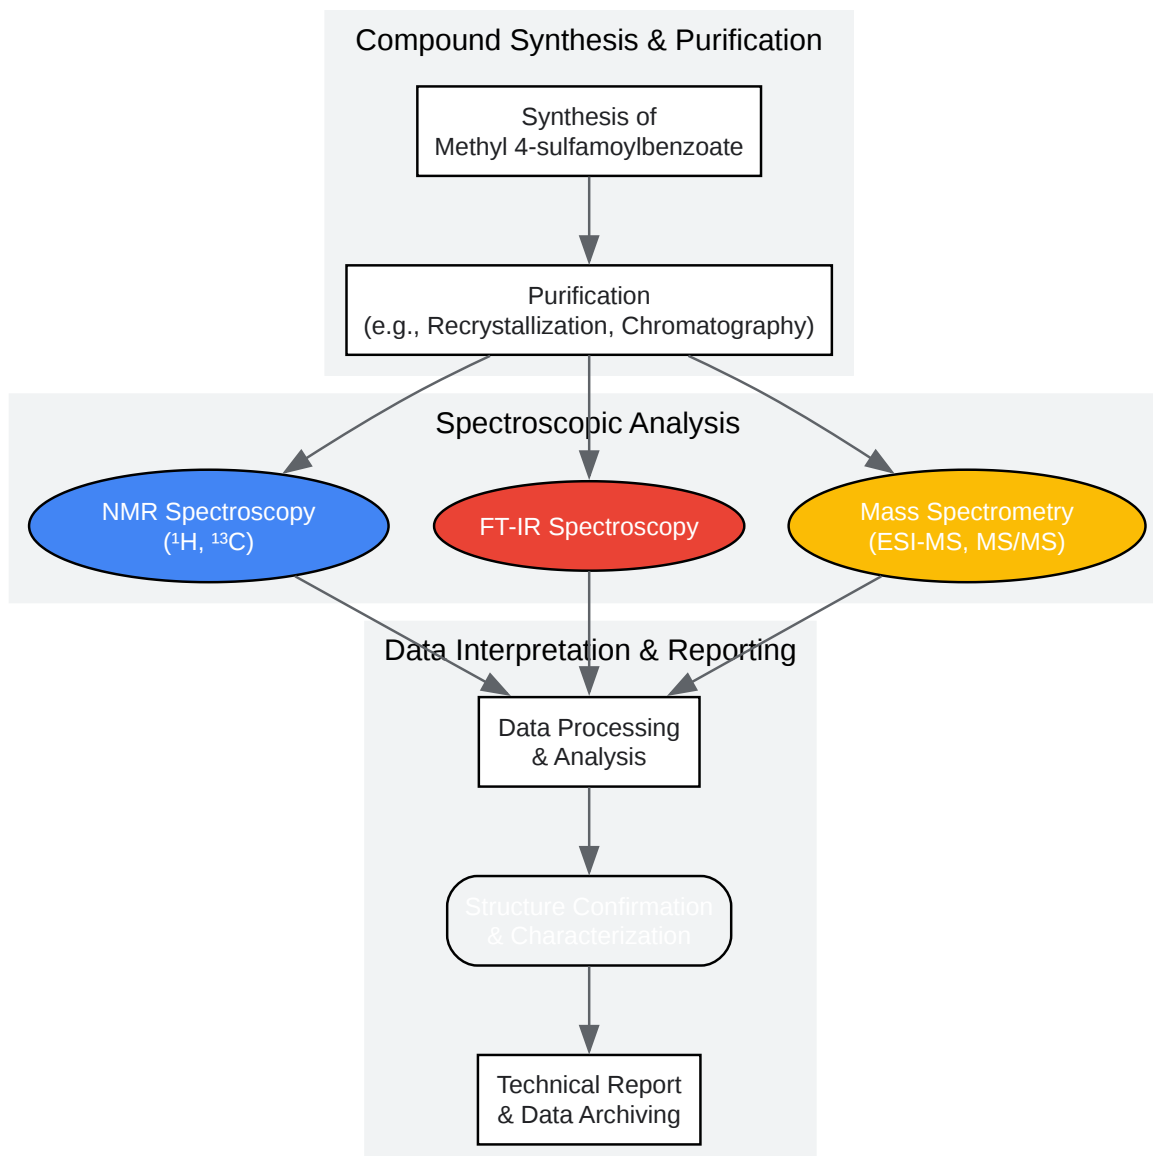 Compound Synthesis & Purification
Synthesis of
Methyl 4-sulfamoylbenzoate
Purification
(e.g., Recrystallization, Chromatography)
Spectroscopic Analysis
NMR Spectroscopy
(¹H, ¹³C)
FT-IR Spectroscopy
Mass Spectrometry
(ESI-MS, MS/MS)
Data Interpretation & Reporting
Data Processing
& Analysis
Structure Confirmation
& Characterization
Technical Report
& Data Archiving